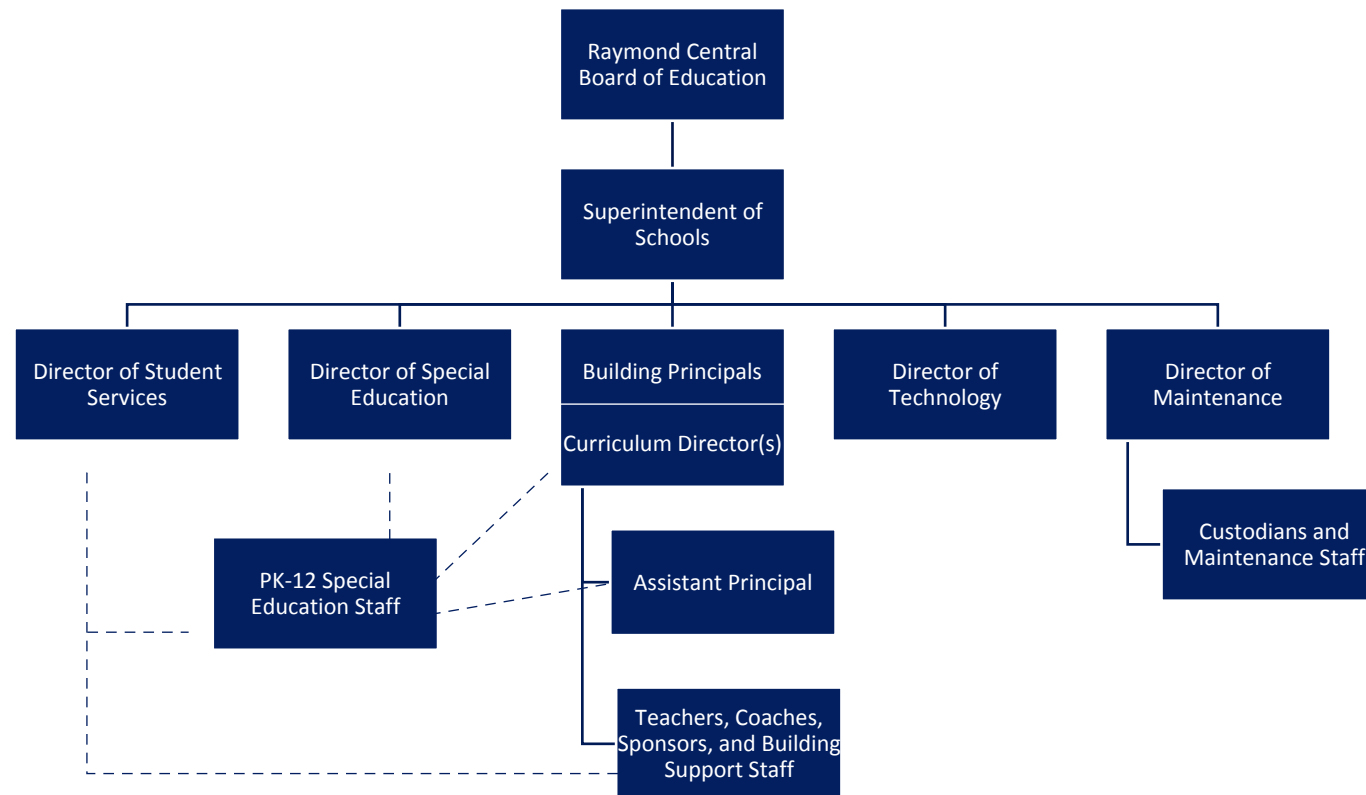 Raymond Central
Board of Education
Superintendent of
Schools
Director of Student
Services
Director of Special
Education
Building Principals
Curriculum Director(s)
Director of
Technology
Director of
Maintenance
PK-12 Special
Education Staff
Assistant Principal
Custodians and
Maintenance Staff
Teachers, Coaches,
Sponsors, and Building
Support Staff